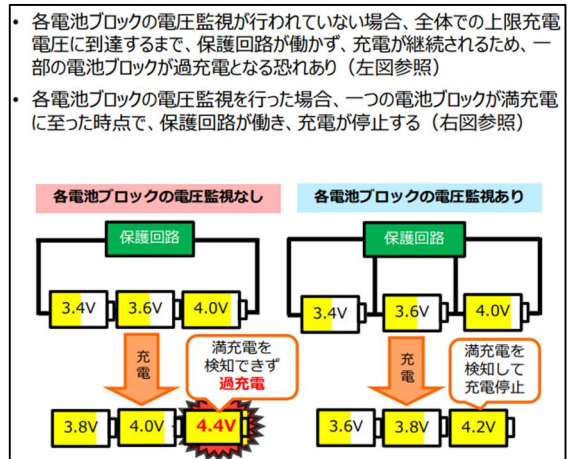 • 各電池ブロックの電圧監視が行われていない場合、全体での上限充電
電圧に到達するまで、保護回路が働かず、充電が継続されるため、一
部の電池ブロックが過充電となる恐れあり（左図参照）
• 各電池ブロックの電圧監視を行った場合、一つの電池ブロックが満充電
に至った時点で、保護回路が働き、充電が停止する（右図参照）
各電池ブロックの電圧監視なし
保護回路
3.4V 3.6V 4.0V
充
電
満充電を
検知できず
過充電
3.8V 4.0V 4.4V
各電池ブロックの電圧監視あり
保護回路
3.4V 3.6V 4.0V
充
電
満充電を
検知して
充電停止
3.6V 3.8V 4.2V